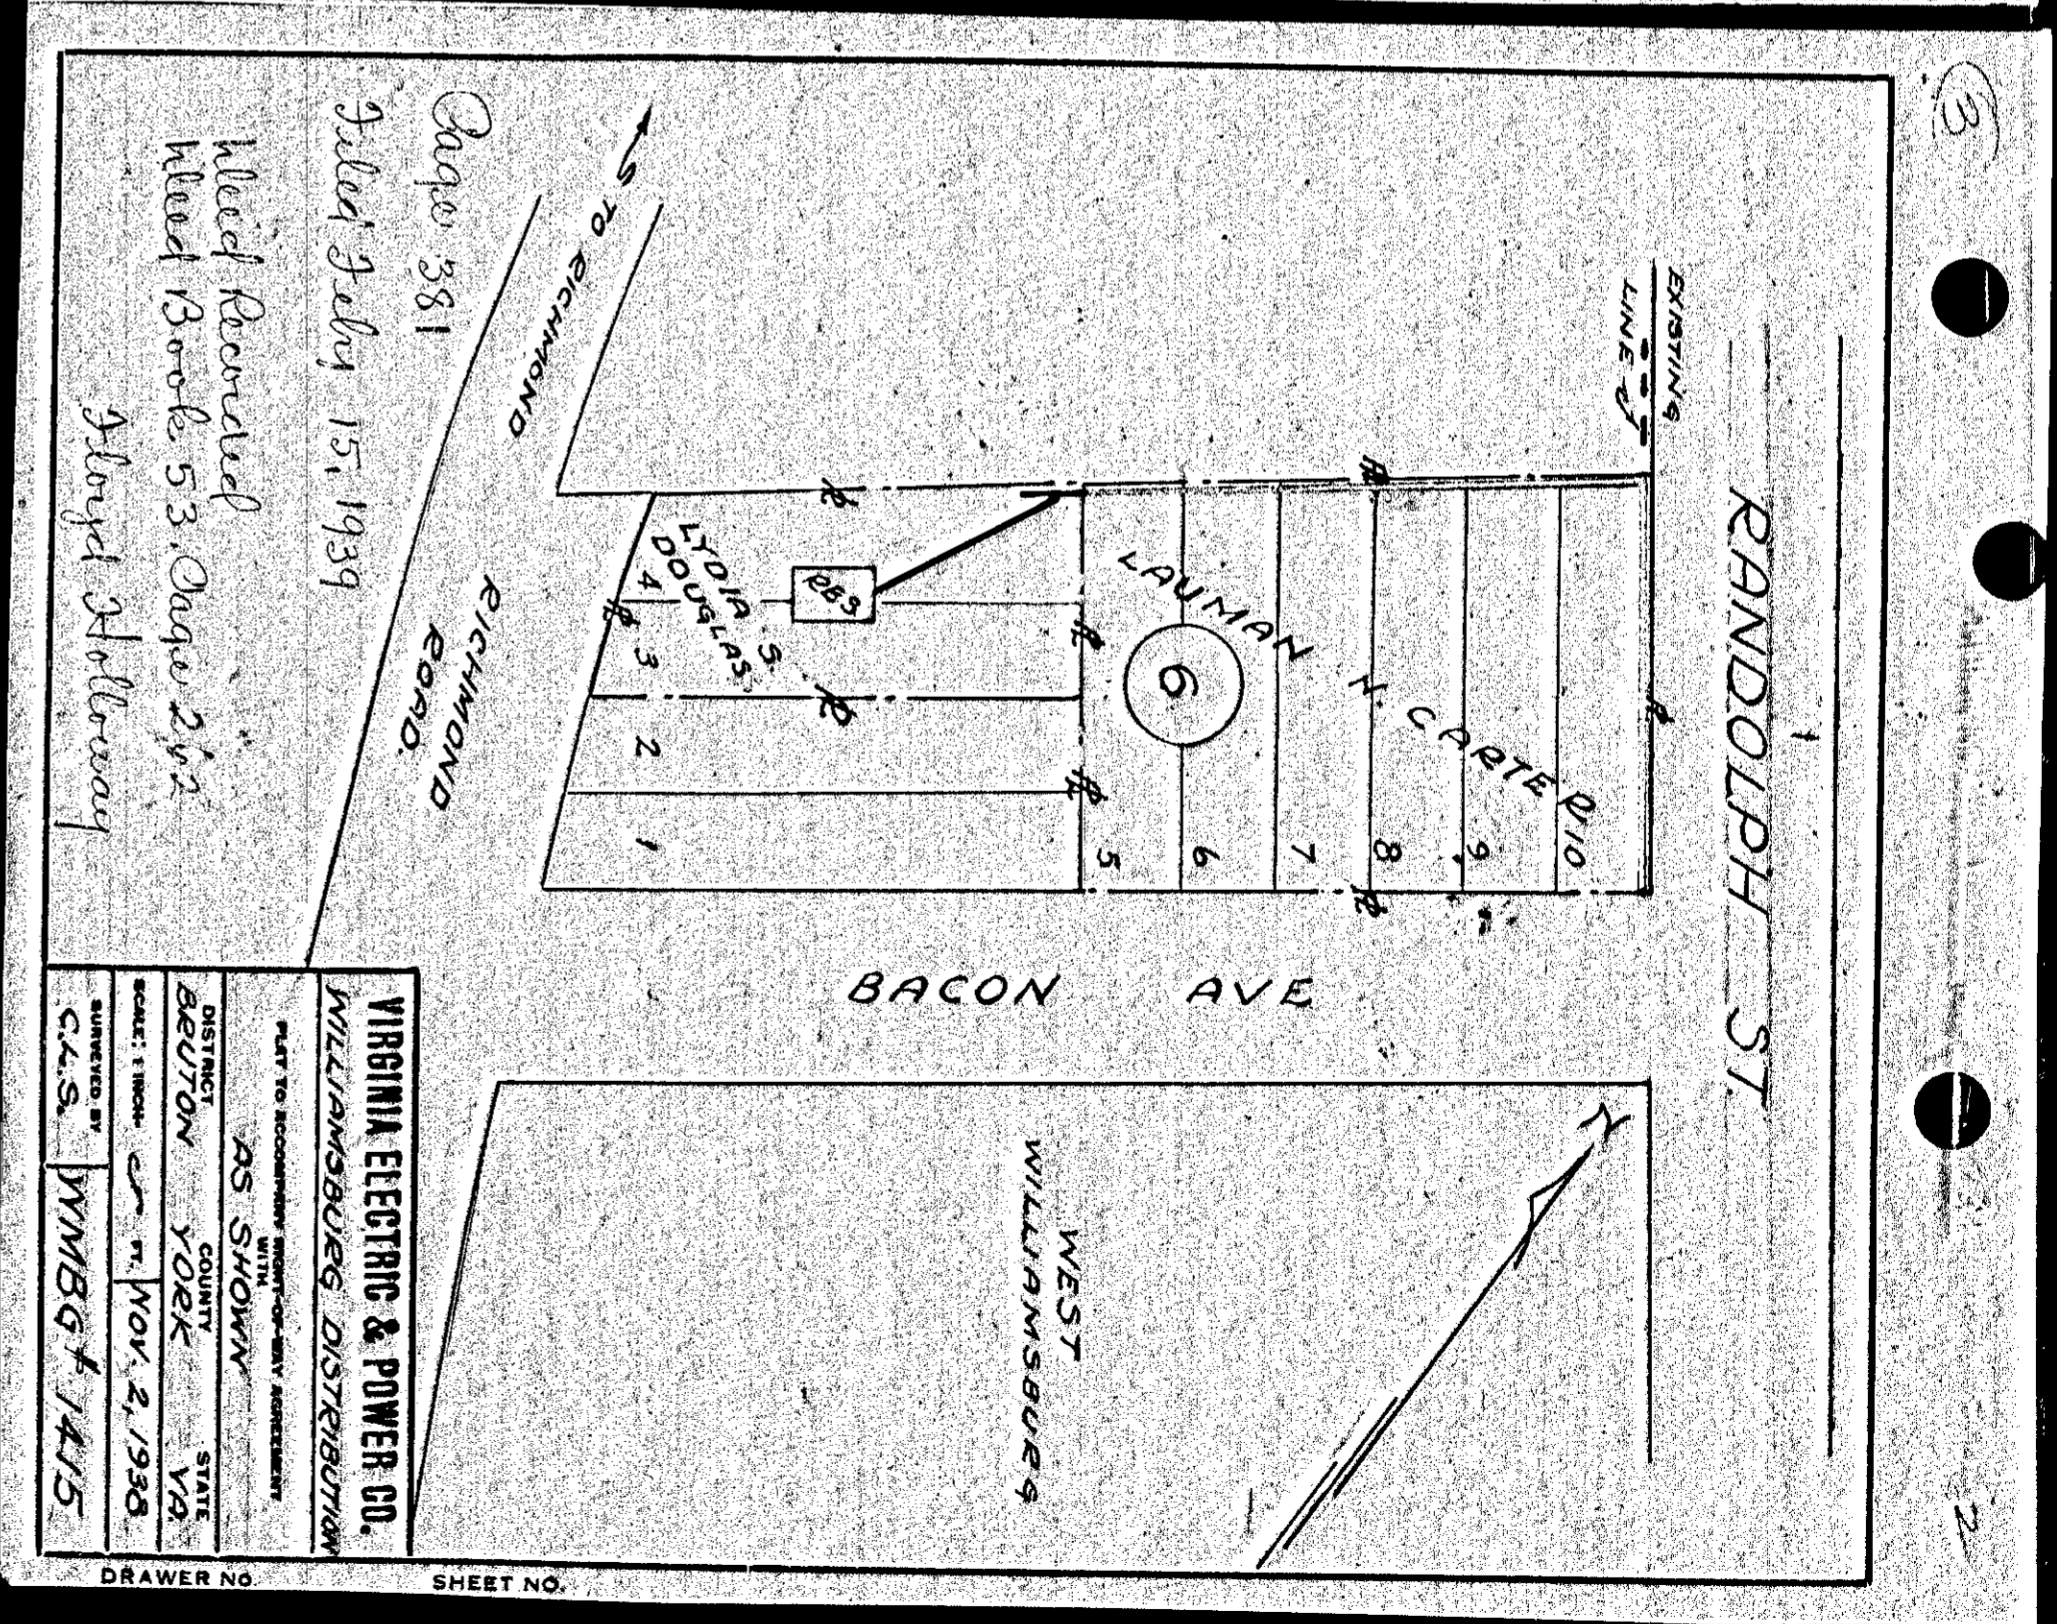 3
2
RANDOLPH ST.
EXISTING
LINE
LAUMAN N. CARTER
10
9
8
7
6
5
6
LYDIA S.
DOUGLAS.
RES
4
3
2
1
TO RICHMOND
RICHMOND
ROAD.
BACON AVE
N
WEST
WILLIAMSBURG
Page 381
Filed Feby 15, 1939
Deed Recorded
Deed Book 53, Page 262
Floyd Holloway
VIRGINIA ELECTRIC & POWER CO.
WILLIAMSBURG DISTRIBUTION
PLAT TO ACCOMPANY RIGHT-OF-WAY AGREEMENT
WITH
AS SHOWN
DISTRICT COUNTY STATE
BRUTON YORK VA.
SCALE: 1 INCH FT. NOV. 2, 1938
SURVEYED BY
C.L.S. WMBG# 1415
DRAWER NO.
SHEET NO.